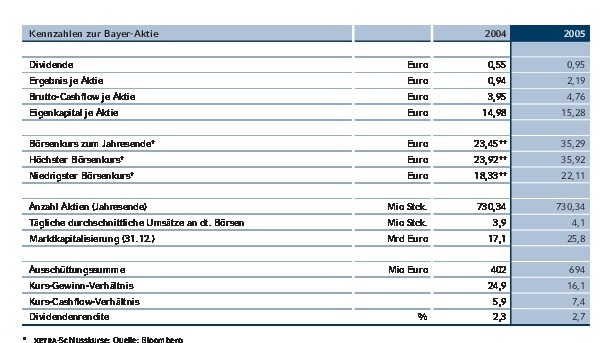 Kennzahlen zur Bayer-Aktie 2004 2005
Dividende Euro 0,55 0,95
Ergebnis je Aktie Euro 0,94 2,19
Brutto-Cashflow je Aktie Euro 3,95 4,76
Eigenkapital je Aktie Euro 14,98 15,28
Börsenkurs zum Jahresende* Euro 23,45** 35,29
Höchster Börsenkurs* Euro 23,92** 35,92
Niedrigster Börsenkurs* Euro 18,33** 22,11
Anzahl Aktien (Jahresende) Mio Stck. 730,34 730,34
Tägliche durchschnittliche Umsätze an dt. Börsen Mio Stck. 3,9 4,1
Marktkapitalisierung (31.12.) Mrd Euro 17,1 25,8
Ausschüttungssumme Mio Euro 402 694
Kurs-Gewinn-Verhältnis 24,9 16,1
Kurs-Cashflow-Verhältnis 5,9 7,4
Dividendenrendite % 2,3 2,7
* XETRA-Schlusskurse; Quelle: Bloomberg